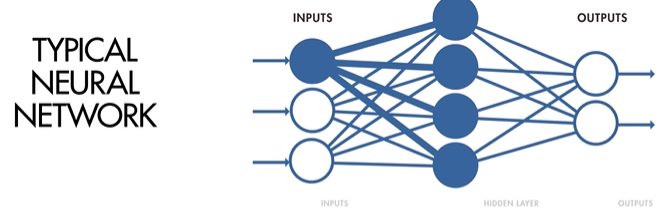 TYPICAL
NEURAL
NETWORK
INPUTS
OUTPUTS
INPUTS
HIDDEN LAYER
OUTPUTS